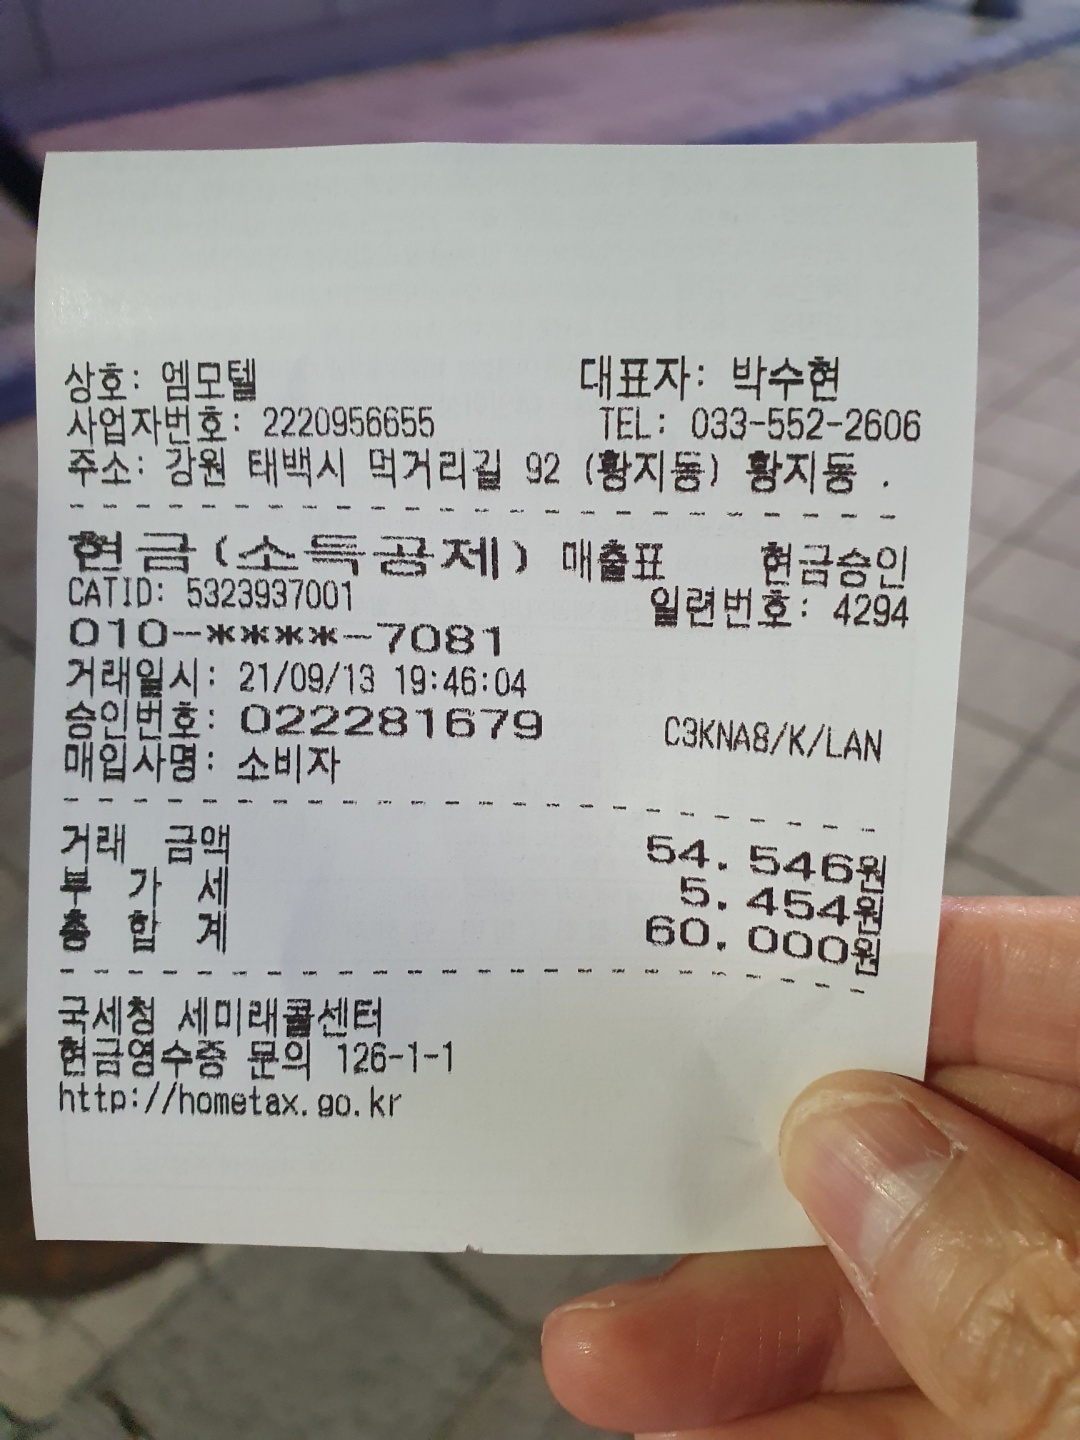 상호: 엠모텔 대표자: 박수현
사업자번호: 2220956655 TEL: 033-552-2606
주소: 강원 태백시 먹거리길 92 (황지동) 황지동 .
현금(소득공제) 매출표 현금승인
CATID: 5323937001 일련번호: 4294
010-****-7081
거래일시: 21/09/13 19:46:04
승인번호: 022281679 C3KNA8/K/LAN
매입사명: 소비자
거래 금액 54.546원
부 가 세 5.454원
총 합 계 60.000원
국세청 세미래콜센터
현금영수증 문의 126-1-1
http://hometax.go.kr